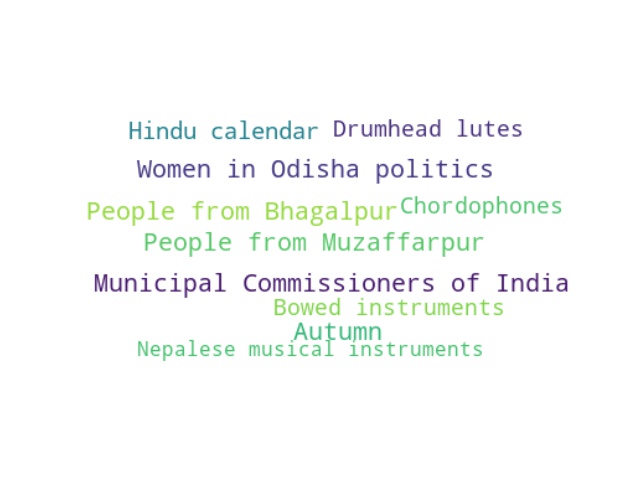 Hindu calendar Drumhead lutes
Women in Odisha politics
People from Bhagalpur Chordophones
People from Muzaffarpur
Municipal Commissioners of India
Bowed instruments
Autumn
Nepalese musical instruments